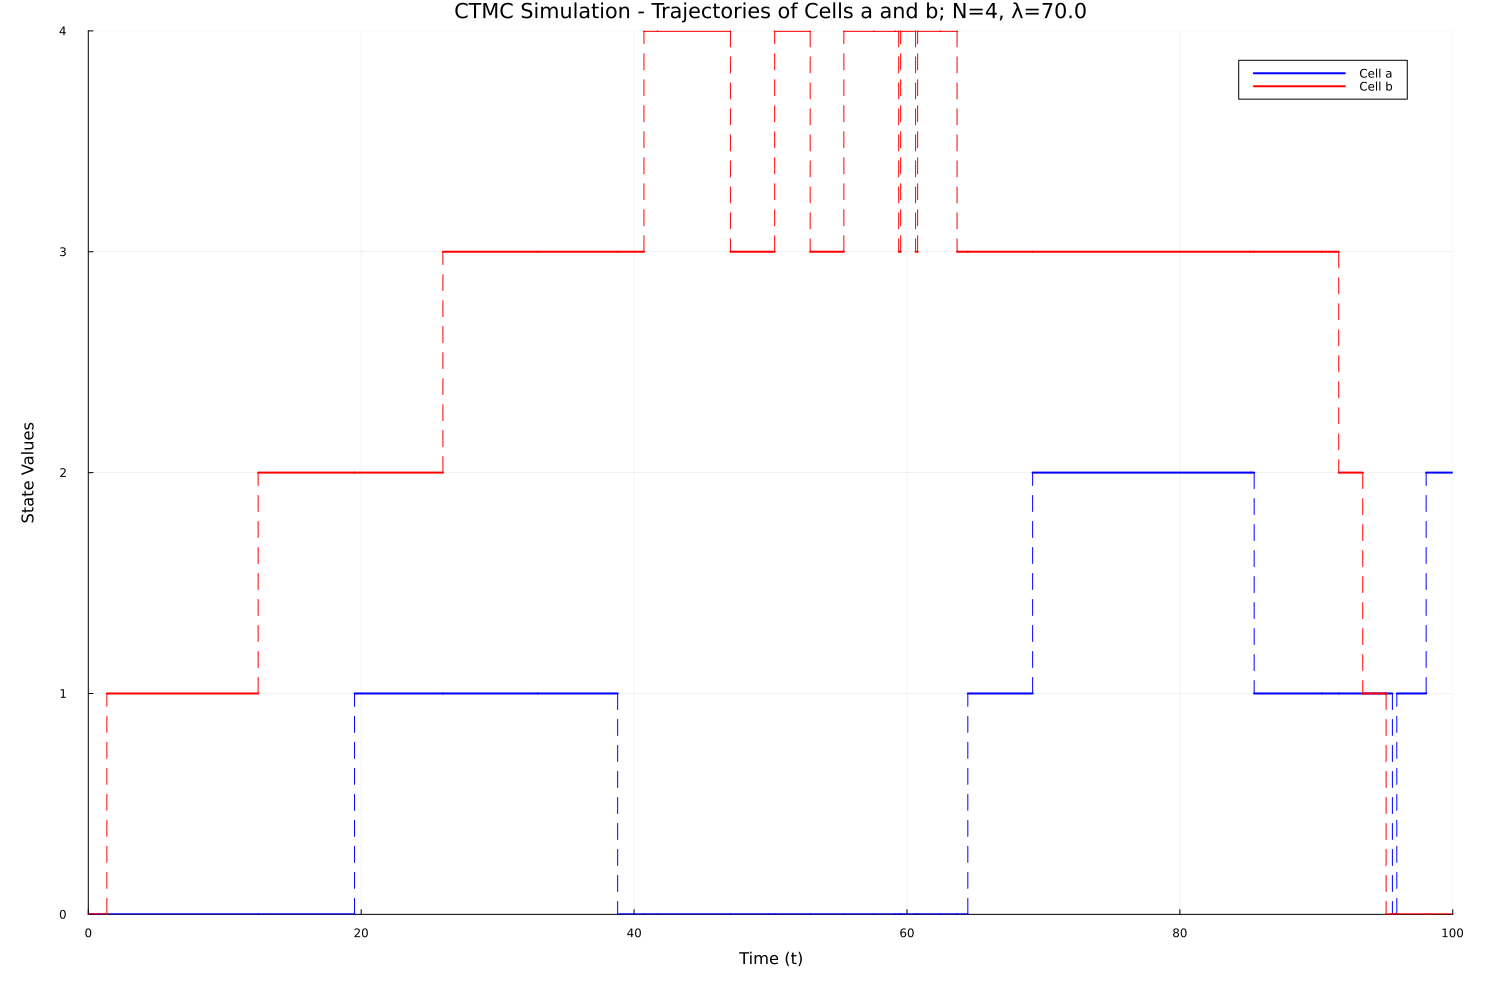 CTMC Simulation - Trajectories of Cells a and b; N=4, λ=70.0
Cell a
Cell b
State Values
4
3
2
1
0
0 20 40 60 80 100
Time (t)